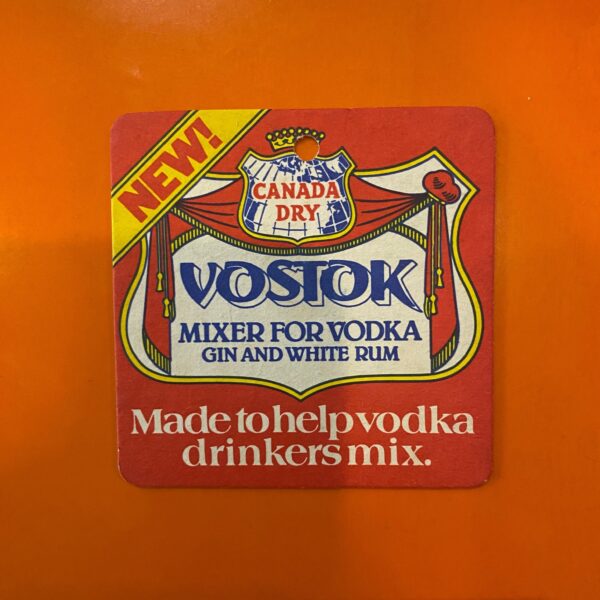 NEW!
CANADA
DRY
VOSTOK
MIXER FOR VODKA
GIN AND WHITE RUM
Made to help vodka
drinkers mix.